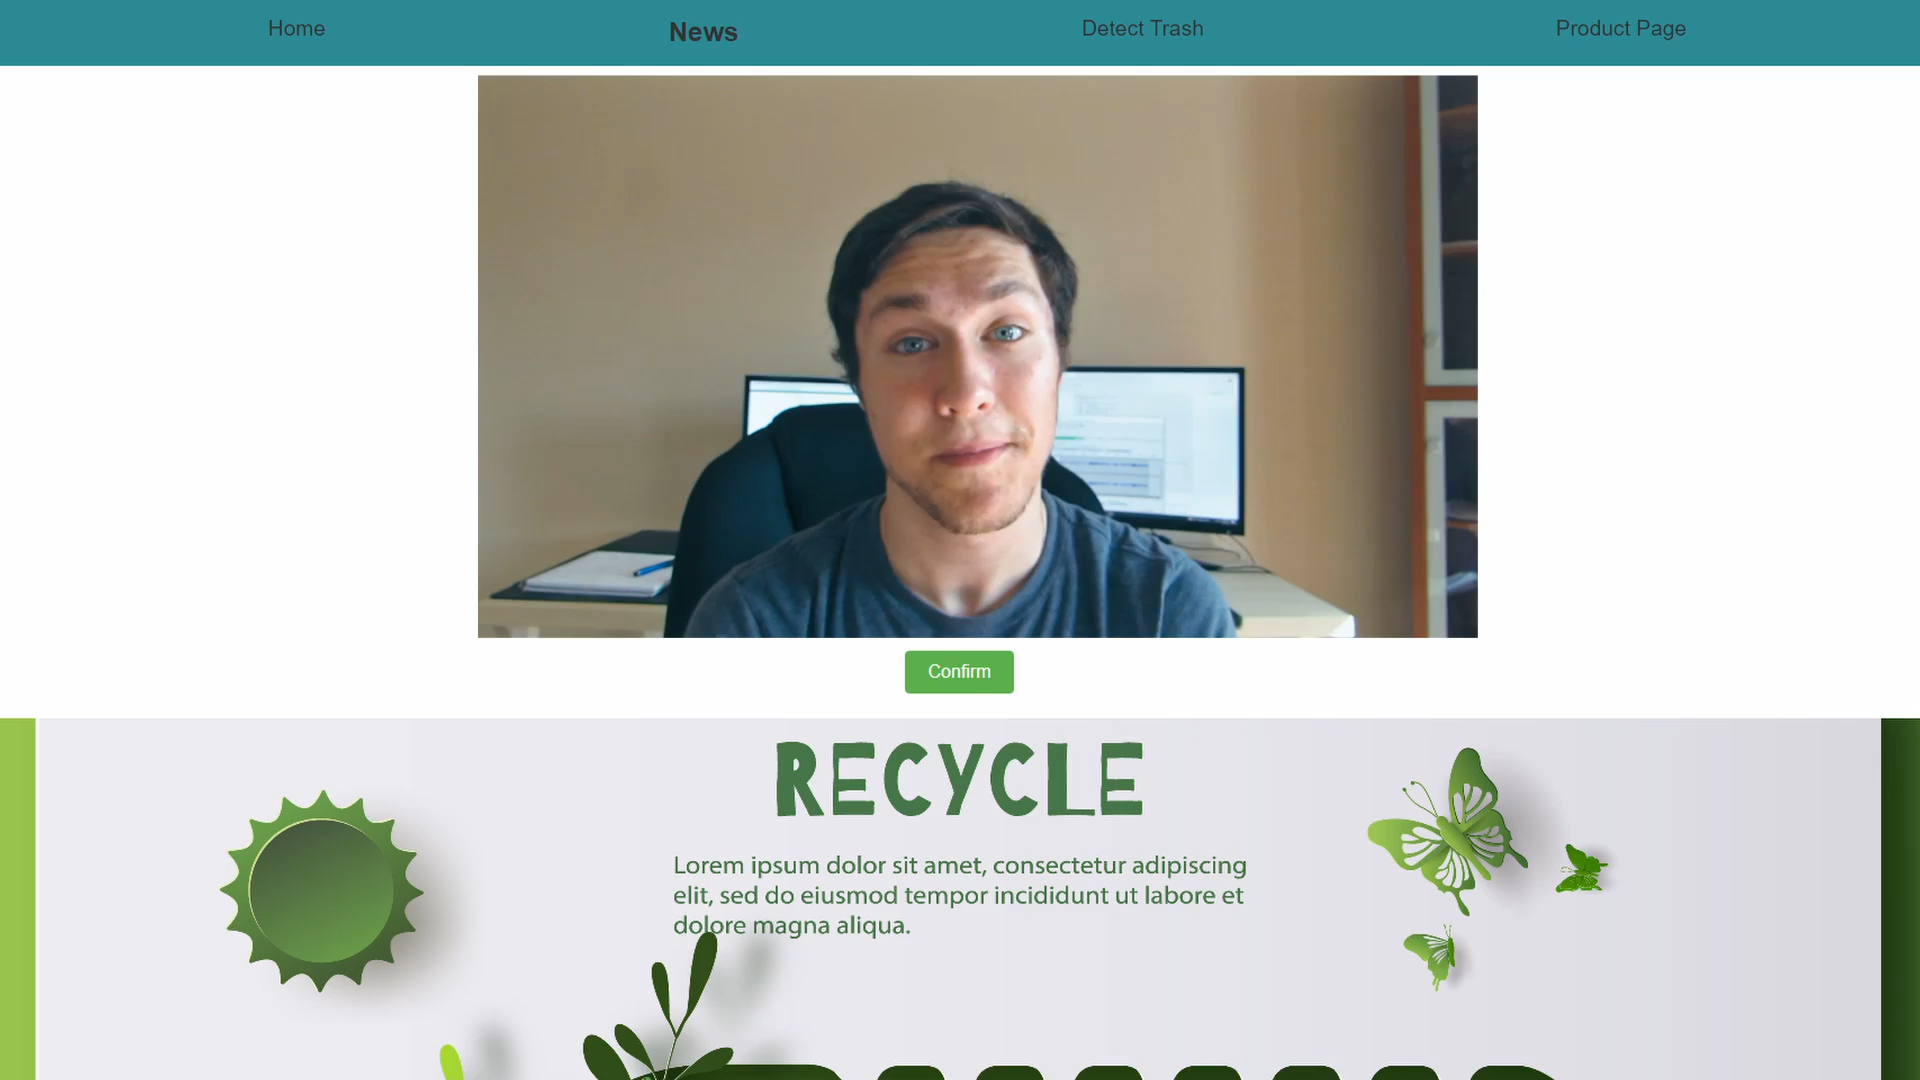 Home News Detect Trash Product Page
Confirm
RECYCLE
Lorem ipsum dolor sit amet, consectetur adipiscing
elit, sed do eiusmod tempor incididunt ut labore et
dolore magna aliqua.